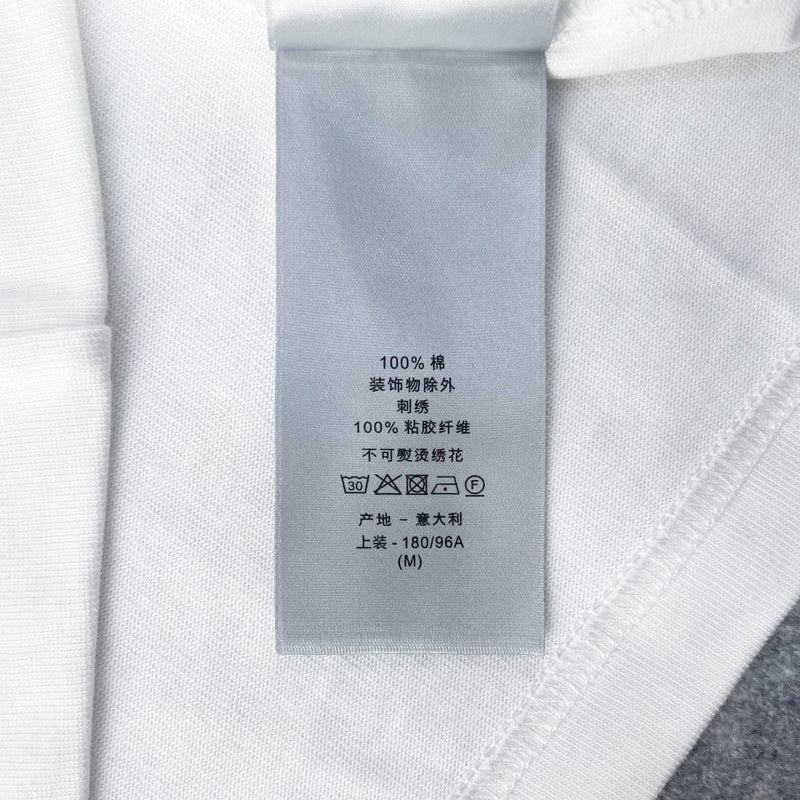 100% 棉
装饰物除外
刺绣
100% 粘胶纤维
不可熨烫绣花
30 F
产地 - 意大利
上装 - 180/96A
(M)